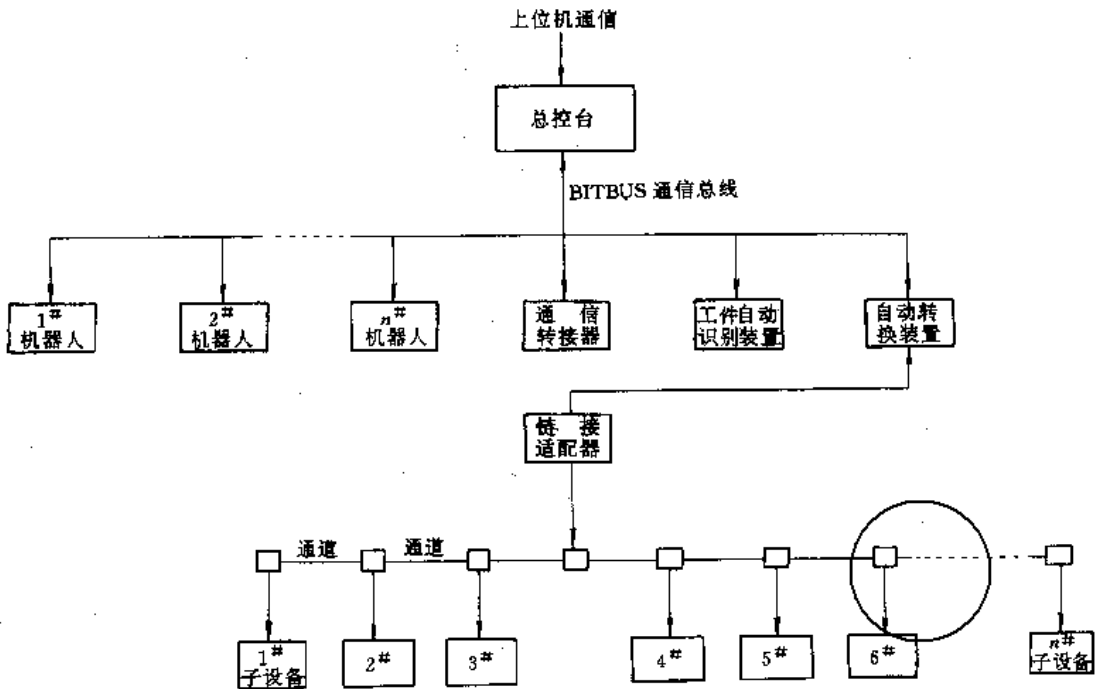 上位机通信
总控台
BITBUS 通信总线
1#
机器人
2#
机器人
n#
机器人
通 信
转接器
工件自动
识别装置
自动转
换装置
链 接
适配器
通道
通道
1#
子设备
2#
3#
4#
5#
6#
n#
子设备